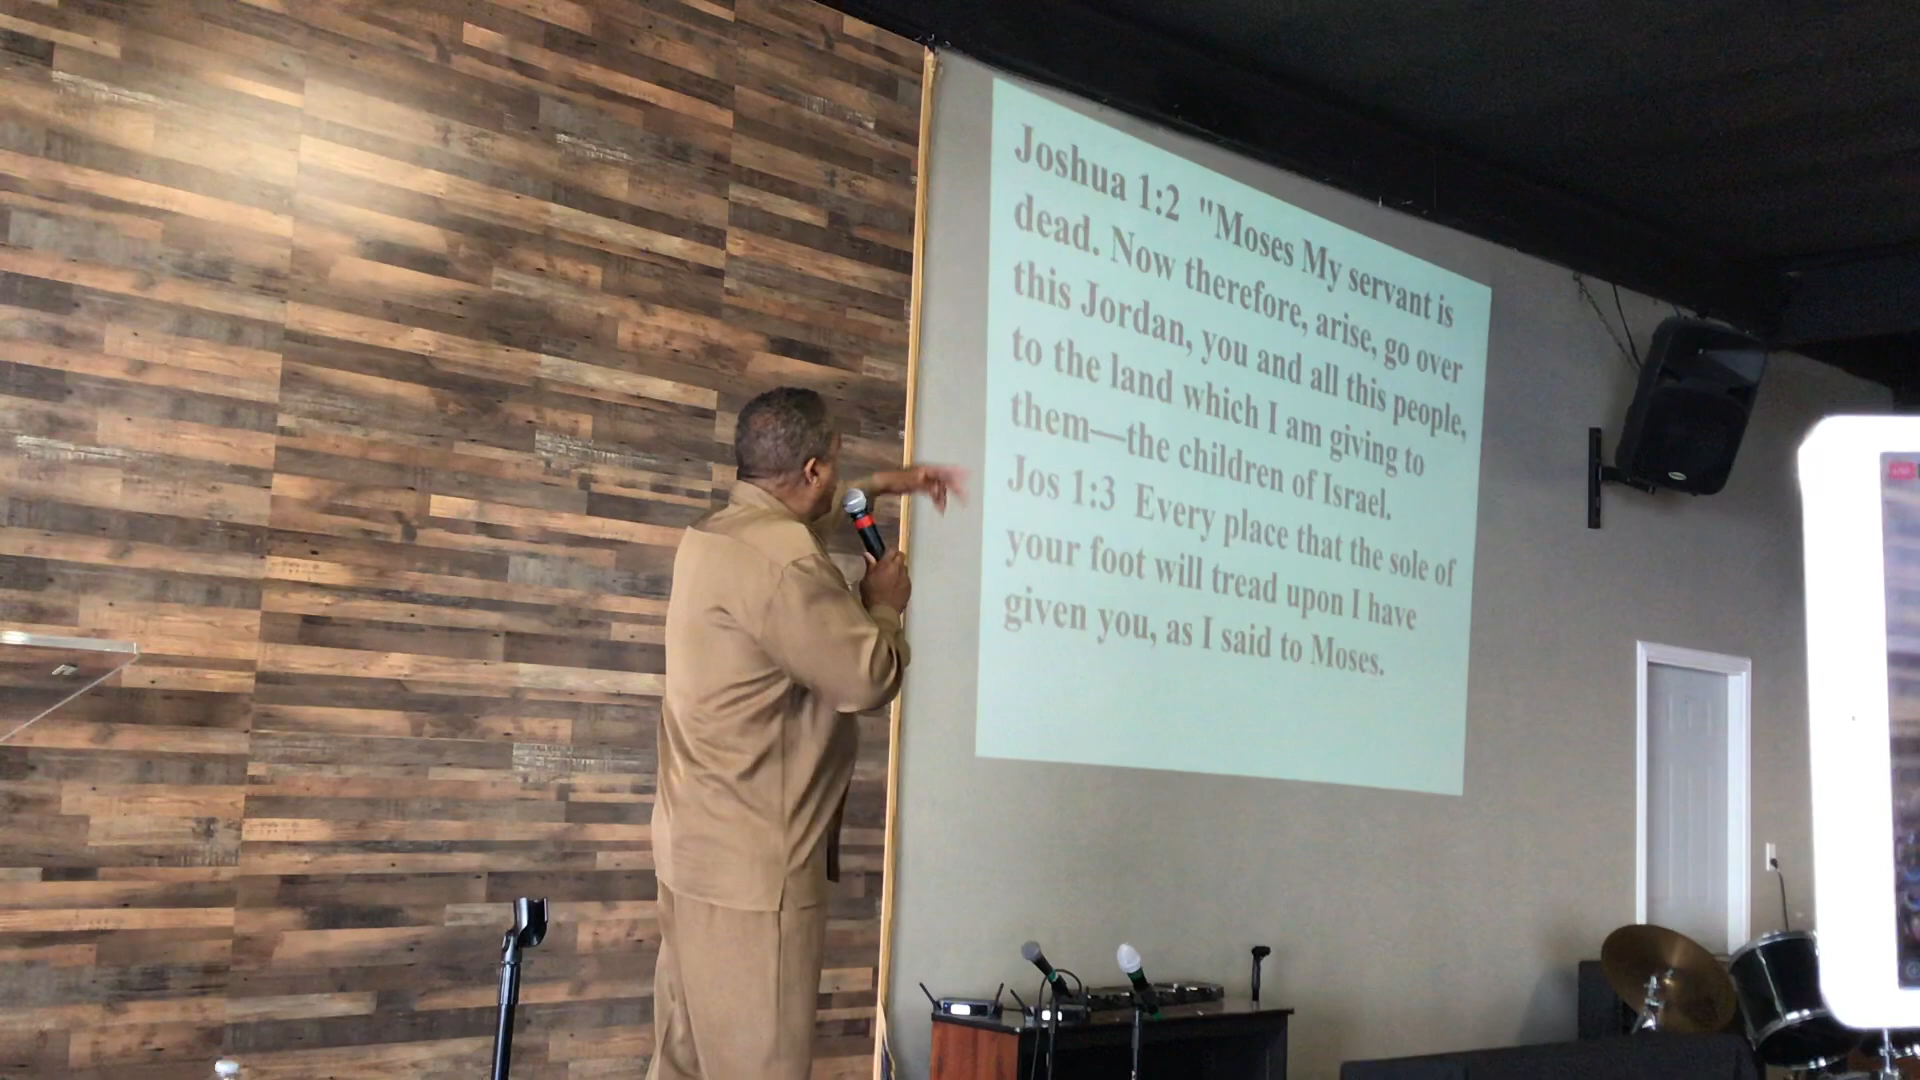 Joshua 1:2 "Moses My servant is
dead. Now therefore, arise, go over
this Jordan, you and all this people,
to the land which I am giving to
them—the children of Israel.
Jos 1:3 Every place that the sole of
your foot will tread upon I have
given you, as I said to Moses.